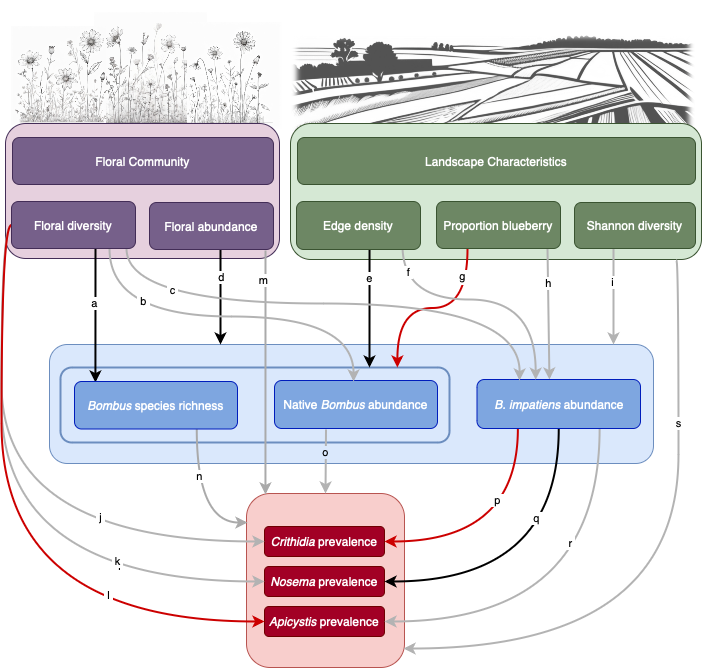 Floral Community
Landscape Characteristics
Floral diversity
Floral abundance
Edge density
Proportion blueberry
Shannon diversity
a
b
c
d
m
e
f
g
h
i
Bombus species richness
Native Bombus abundance
B. impatiens abundance
s
n
o
p
q
r
j
k
l
Crithidia prevalence
Nosema prevalence
Apicystis prevalence